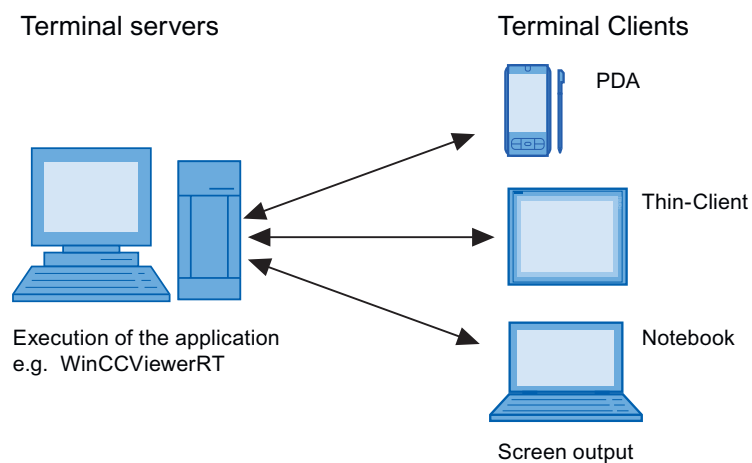 Terminal servers
Terminal Clients
PDA
Thin-Client
Execution of the application
e.g. WinCCViewerRT
Notebook
Screen output